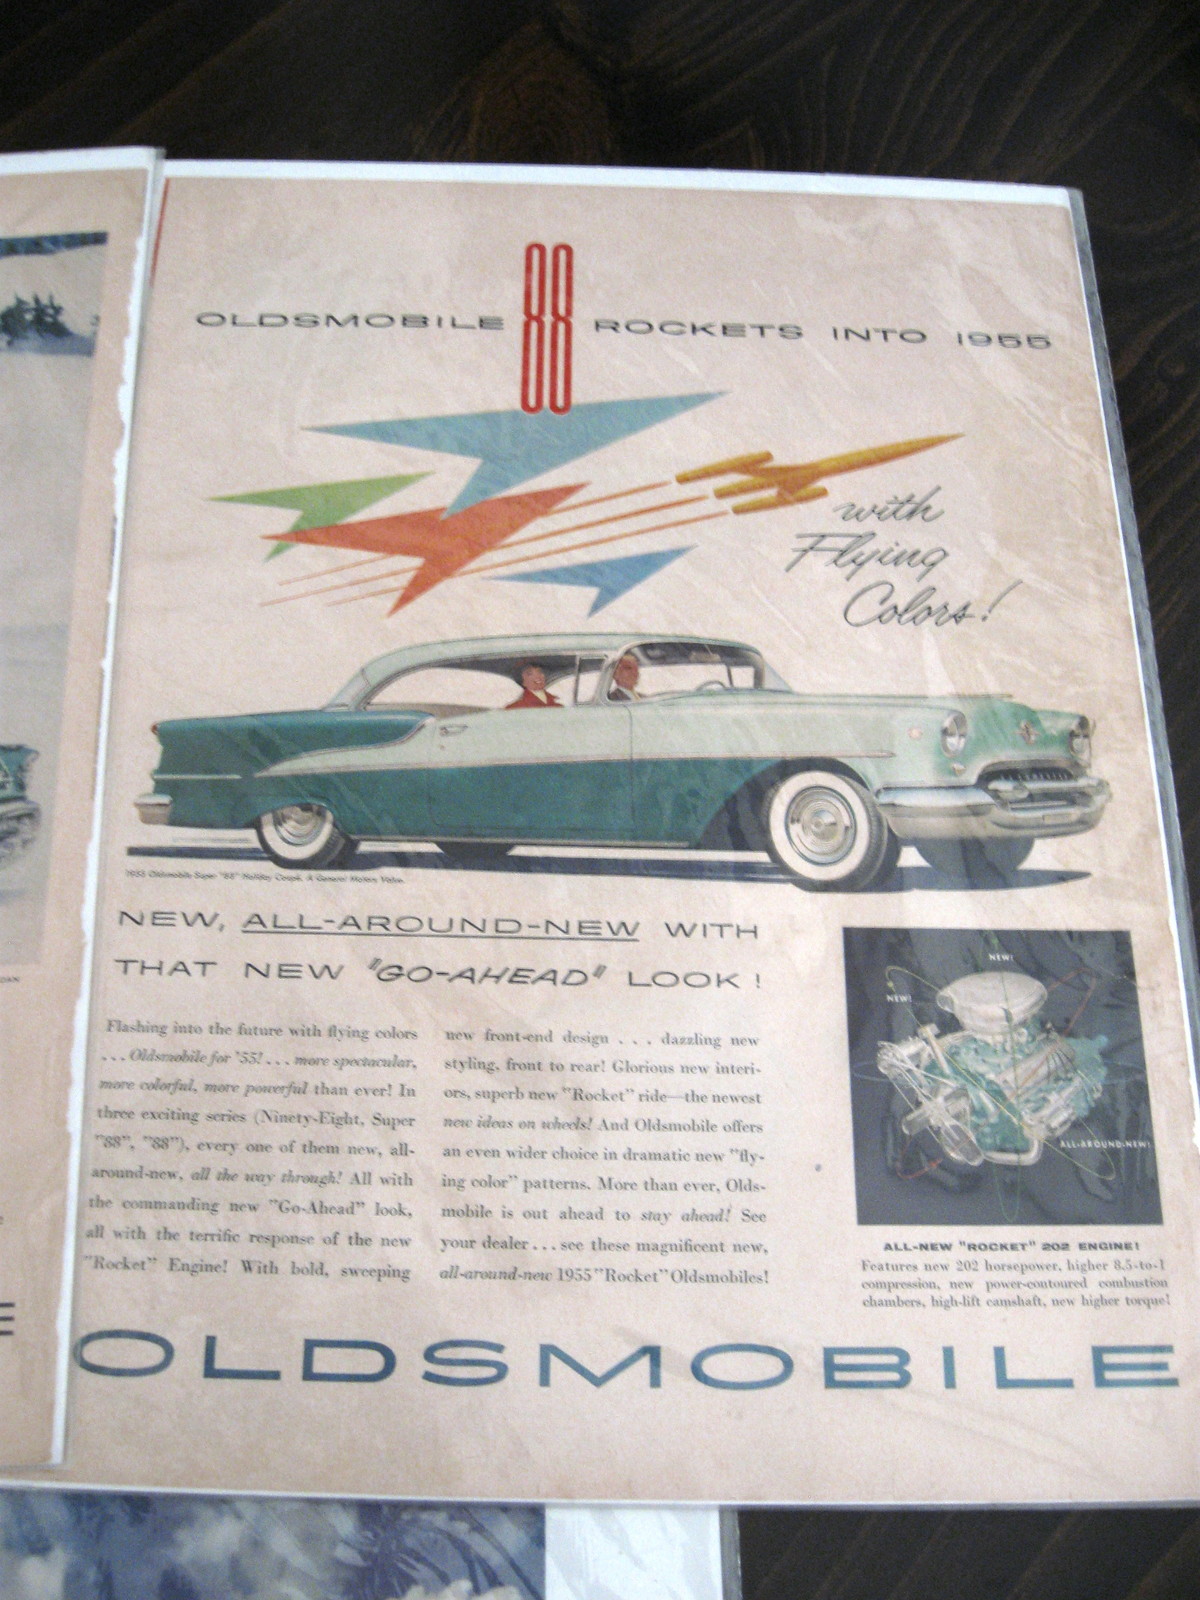 OLDSMOBILE 88 ROCKETS INTO 1955
with
Flying
Colors!
1955 Oldsmobile Super "88" Holiday Coupé. A General Motors Value.
NEW, ALL-AROUND-NEW WITH
THAT NEW "GO-AHEAD" LOOK!
Flashing into the future with flying colors
. . . Oldsmobile for '55! . . . more spectacular,
more colorful, more powerful than ever! In
three exciting series (Ninety-Eight, Super
"88", "88"), every one of them new, all-
around-new, all the way through! All with
the commanding new "Go-Ahead" look,
all with the terrific response of the new
"Rocket" Engine! With bold, sweeping
new front-end design . . . dazzling new
styling, front to rear! Glorious new interi-
ors, superb new "Rocket" ride—the newest
new ideas on wheels! And Oldsmobile offers
an even wider choice in dramatic new "fly-
ing color" patterns. More than ever, Olds-
mobile is out ahead to stay ahead! See
your dealer . . . see these magnificent new,
all-around-new 1955 "Rocket" Oldsmobiles!
NEW!
NEW!
ALL-AROUND-NEW!
ALL-NEW "ROCKET" 202 ENGINE!
Features new 202 horsepower, higher 8.5-to-1
compression, new power-contoured combustion
chambers, high-lift camshaft, new higher torque!
OLDSMOBILE